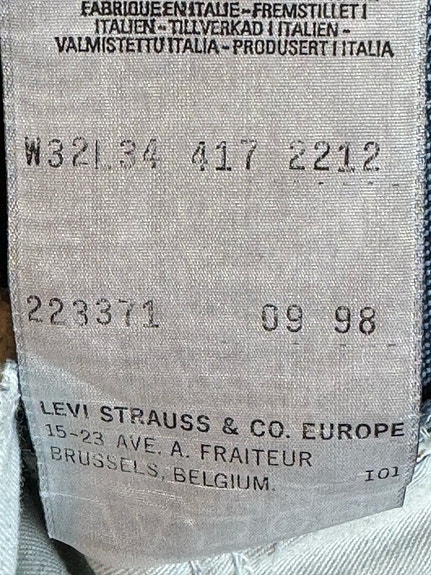 FABRIQUE EN ITALIE-FREMSTILLET I
ITALIEN-TILLVERKAD I ITALIEN-
VALMISTETTU ITALIA-PRODUSERT I ITALIA
W32L34 417 2212
223371 09 98
LEVI STRAUSS & CO. EUROPE
15-23 AVE. A. FRAITEUR
BRUSSELS, BELGIUM. I01